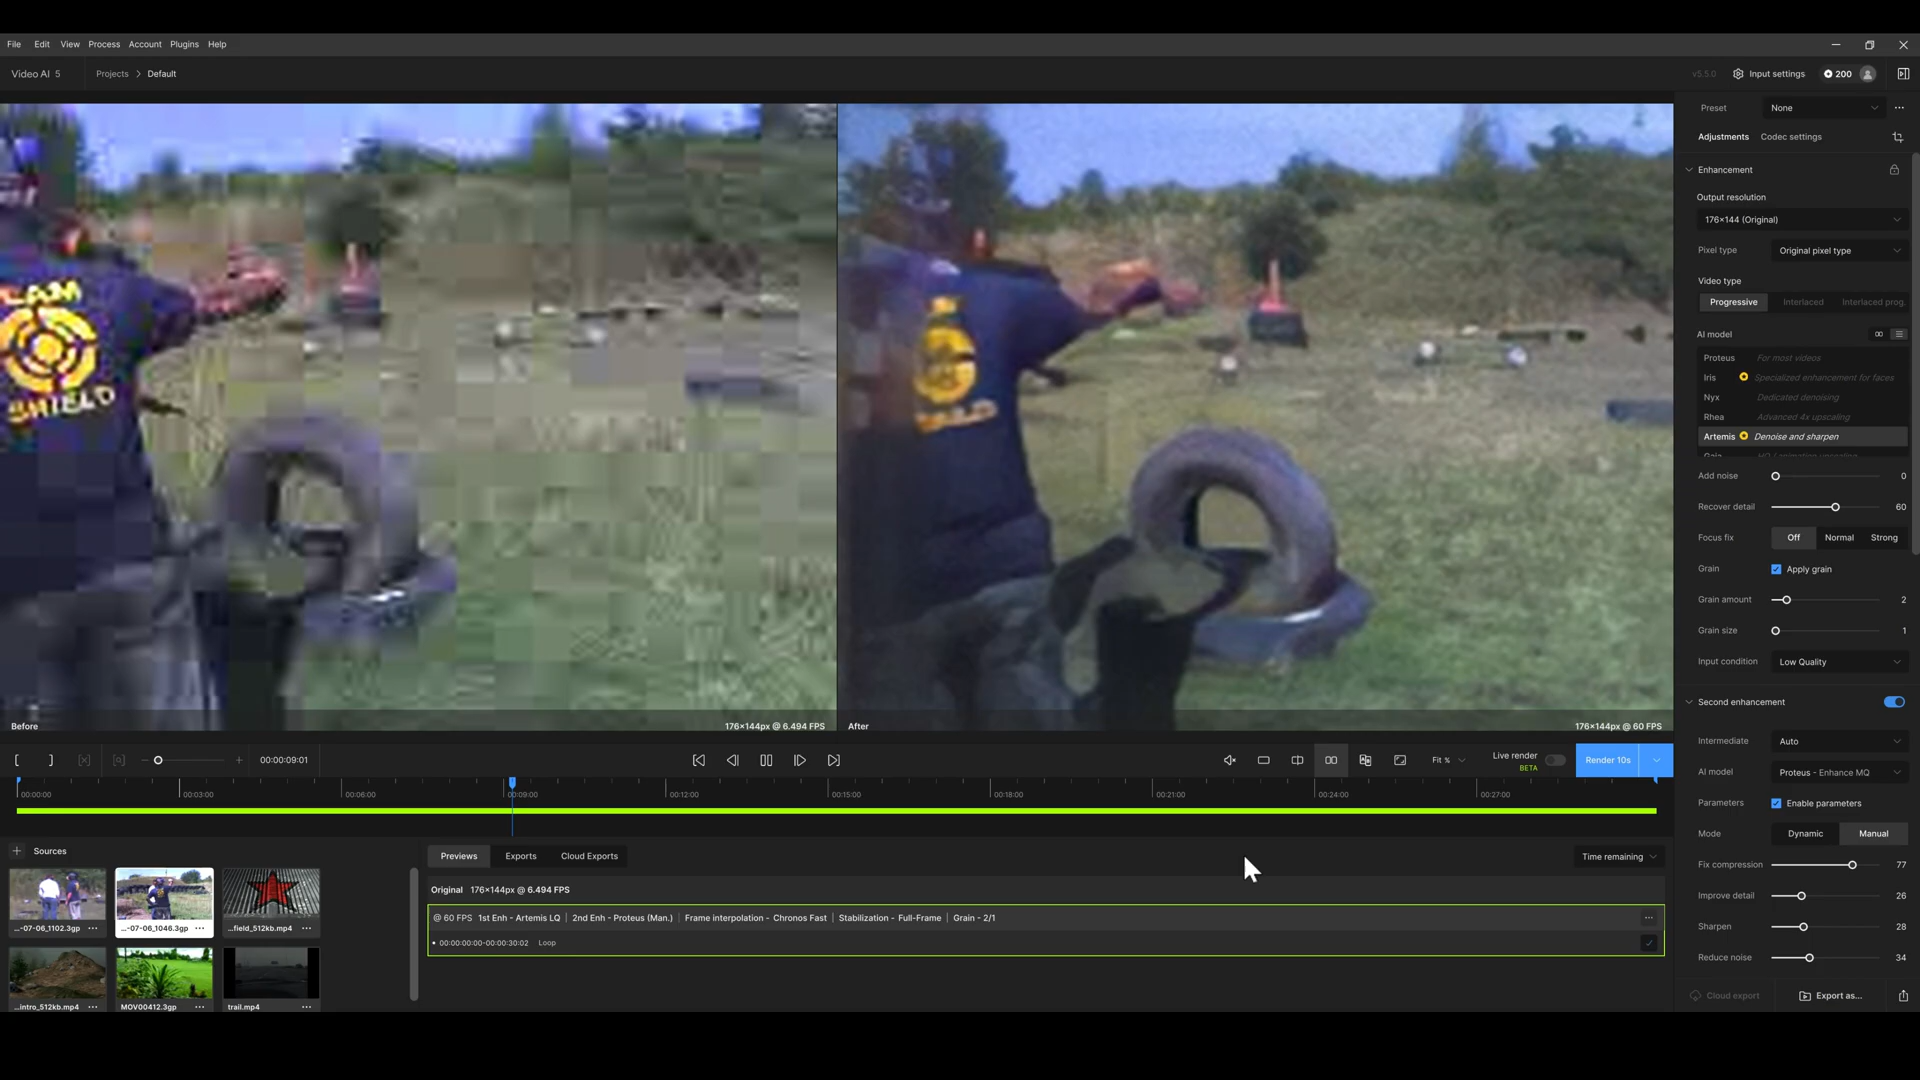 File Edit View Process Account Plugins Help
Video AI 5 Projects > Default v5.5.0 Input settings 200
Preset None
Adjustments Codec settings
Enhancement
Output resolution
176×144 (Original)
Pixel type Original pixel type
Video type
Progressive Interlaced Interlaced prog.
AI model
Proteus For most videos
Iris Specialized enhancement for faces
Nyx Dedicated denoising
Rhea Advanced 4x upscaling
Artemis Denoise and sharpen
Add noise 0
Recover detail 60
Focus fix Off Normal Strong
Grain Apply grain
Grain amount 2
Grain size 1
Input condition Low Quality
Second enhancement
Intermediate Auto
AI model Proteus - Enhance MQ
Parameters Enable parameters
Mode Dynamic Manual
Fix compression 77
Improve detail 26
Sharpen 28
Reduce noise 34
Cloud export Export as...
SHIELD
Before 176×144px @ 6.494 FPS
After 176×144px @ 60 FPS
00:00:09:01 Fit % Live render BETA Render 10s
00:00:00 00:03:00 00:06:00 00:09:00 00:12:00 00:15:00 00:18:00 00:21:00 00:24:00 00:27:00
Sources
...-07-06_1102.3gp ...-07-06_1046.3gp ...field_512kb.mp4
...intro_512kb.mp4 MOV00412.3gp trail.mp4
Previews Exports Cloud Exports Time remaining
Original 176×144px @ 6.494 FPS
@ 60 FPS 1st Enh - Artemis LQ | 2nd Enh - Proteus (Man.) | Frame interpolation - Chronos Fast | Stabilization - Full-Frame | Grain - 2/1
00:00:00:00-00:00:30:02 Loop